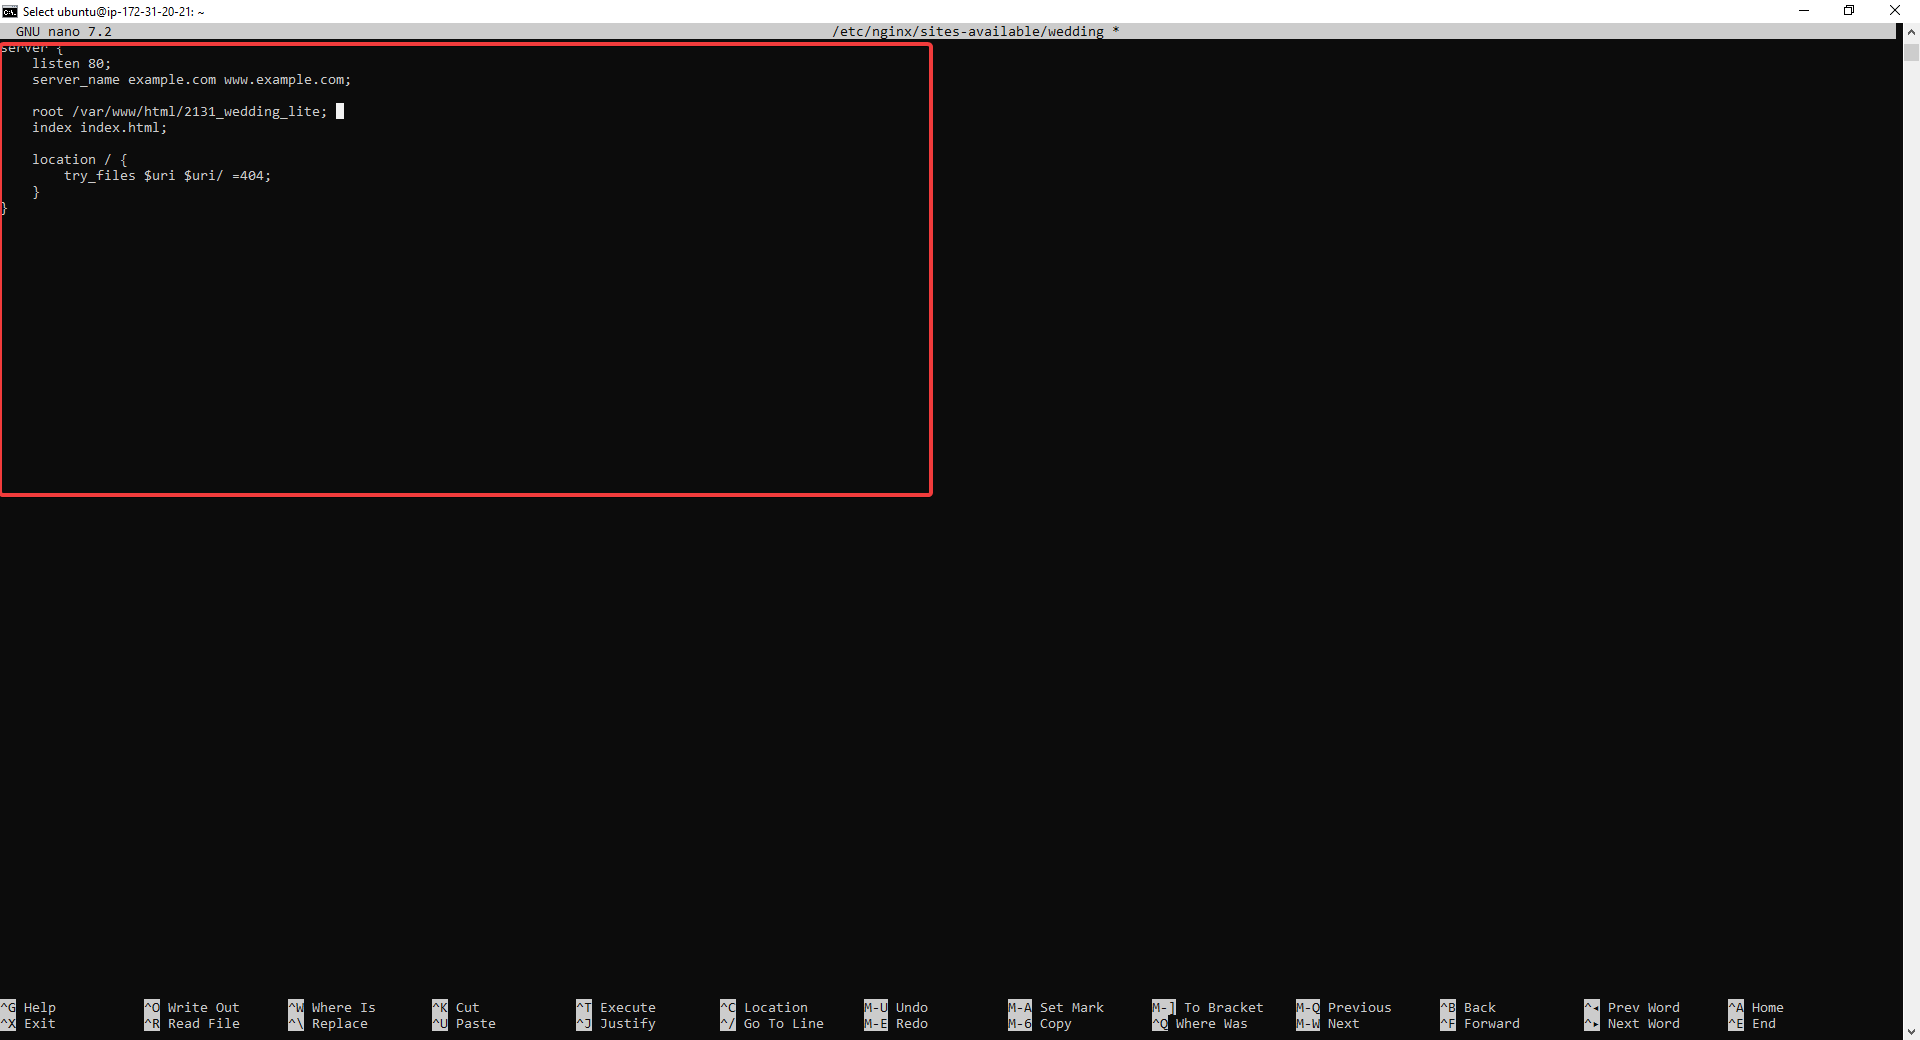 Select ubuntu@ip-172-31-20-21: ~
GNU nano 7.2 /etc/nginx/sites-available/wedding *
server {
    listen 80;
    server_name example.com www.example.com;

    root /var/www/html/2131_wedding_lite;
    index index.html;

    location / {
        try_files $uri $uri/ =404;
    }
}
^G Help ^O Write Out ^W Where Is ^K Cut ^T Execute ^C Location M-U Undo M-A Set Mark M-] To Bracket M-Q Previous ^B Back ^◂ Prev Word ^A Home
^X Exit ^R Read File ^\ Replace ^U Paste ^J Justify ^/ Go To Line M-E Redo M-6 Copy ^Q Where Was M-W Next ^F Forward ^▸ Next Word ^E End